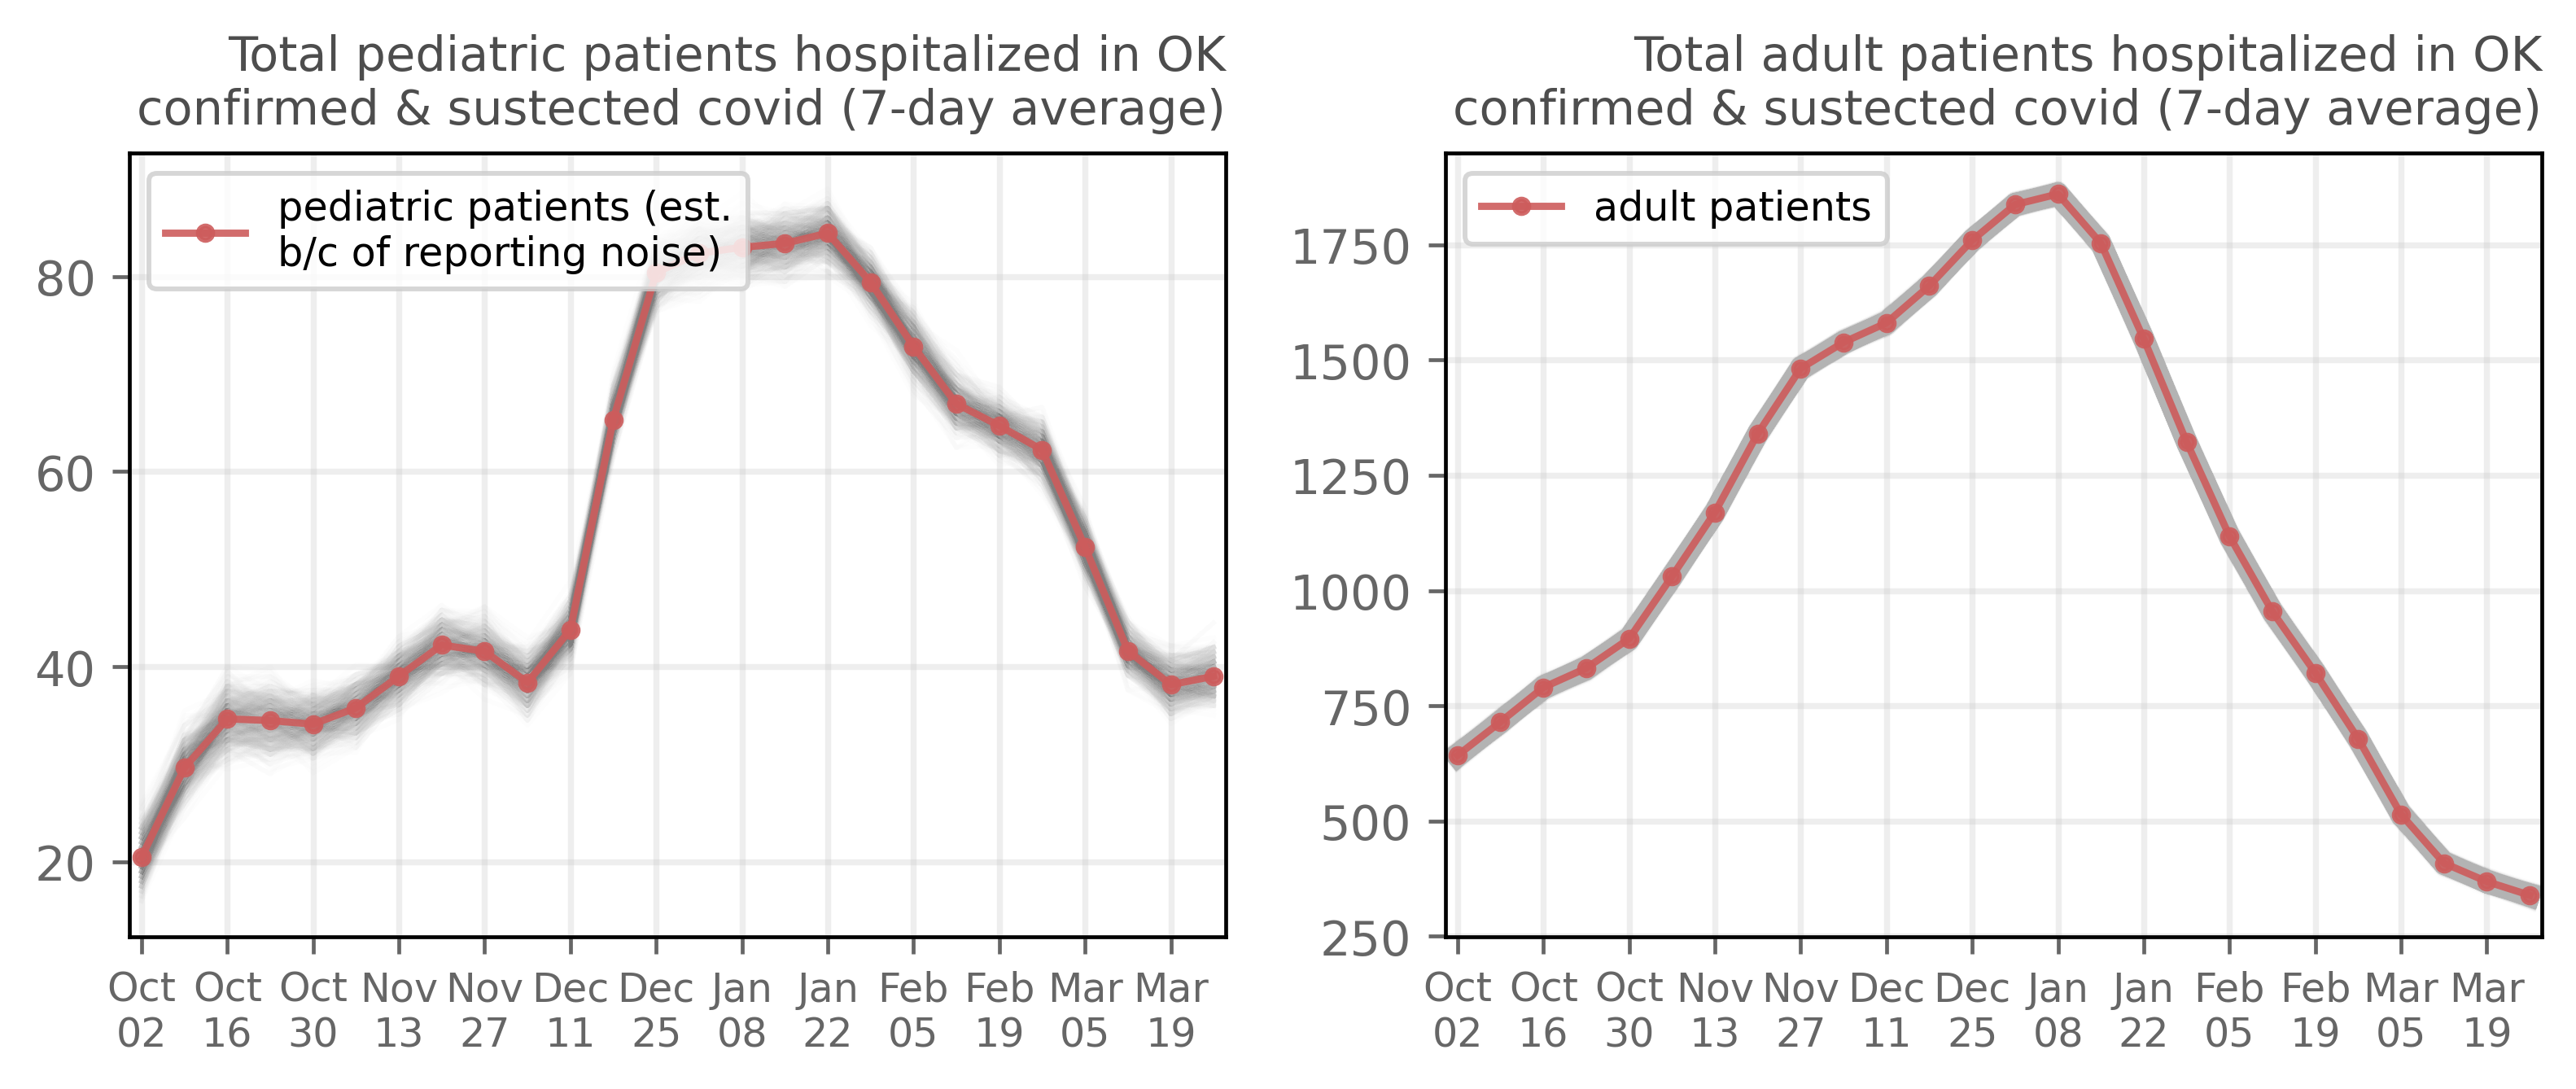 Total pediatric patients hospitalized in OK
confirmed & sustected covid (7-day average)
pediatric patients (est.
b/c of reporting noise)
80
60
40
20
Oct Oct Oct Nov Nov Dec Dec Jan Jan Feb Feb Mar Mar
02 16 30 13 27 11 25 08 22 05 19 05 19
Total adult patients hospitalized in OK
confirmed & sustected covid (7-day average)
adult patients
1750
1500
1250
1000
750
500
250
Oct Oct Oct Nov Nov Dec Dec Jan Jan Feb Feb Mar Mar
02 16 30 13 27 11 25 08 22 05 19 05 19